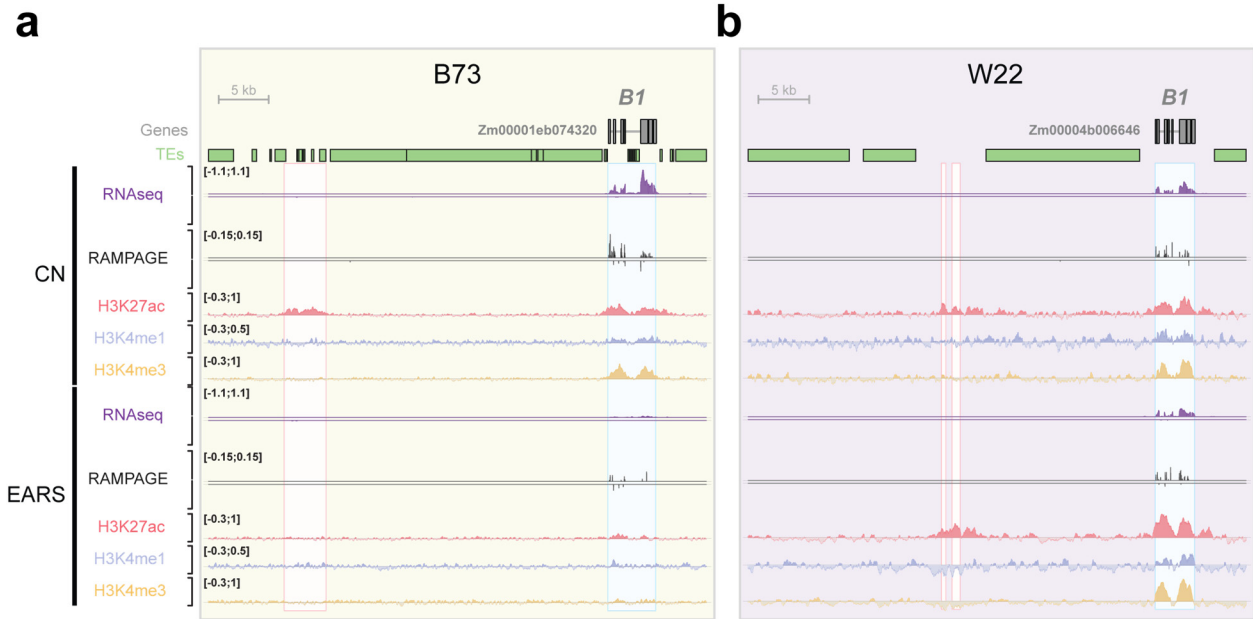 a
b
B73
W22
5 kb
5 kb
B1
B1
Genes
Zm00001eb074320
Zm00004b006646
TEs
CN
RNAseq
[-1.1;1.1]
RAMPAGE
[-0.15;0.15]
H3K27ac
[-0.3;1]
H3K4me1
[-0.3;0.5]
H3K4me3
[-0.3;1]
EARS
RNAseq
[-1.1;1.1]
RAMPAGE
[-0.15;0.15]
H3K27ac
[-0.3;1]
H3K4me1
[-0.3;0.5]
H3K4me3
[-0.3;1]